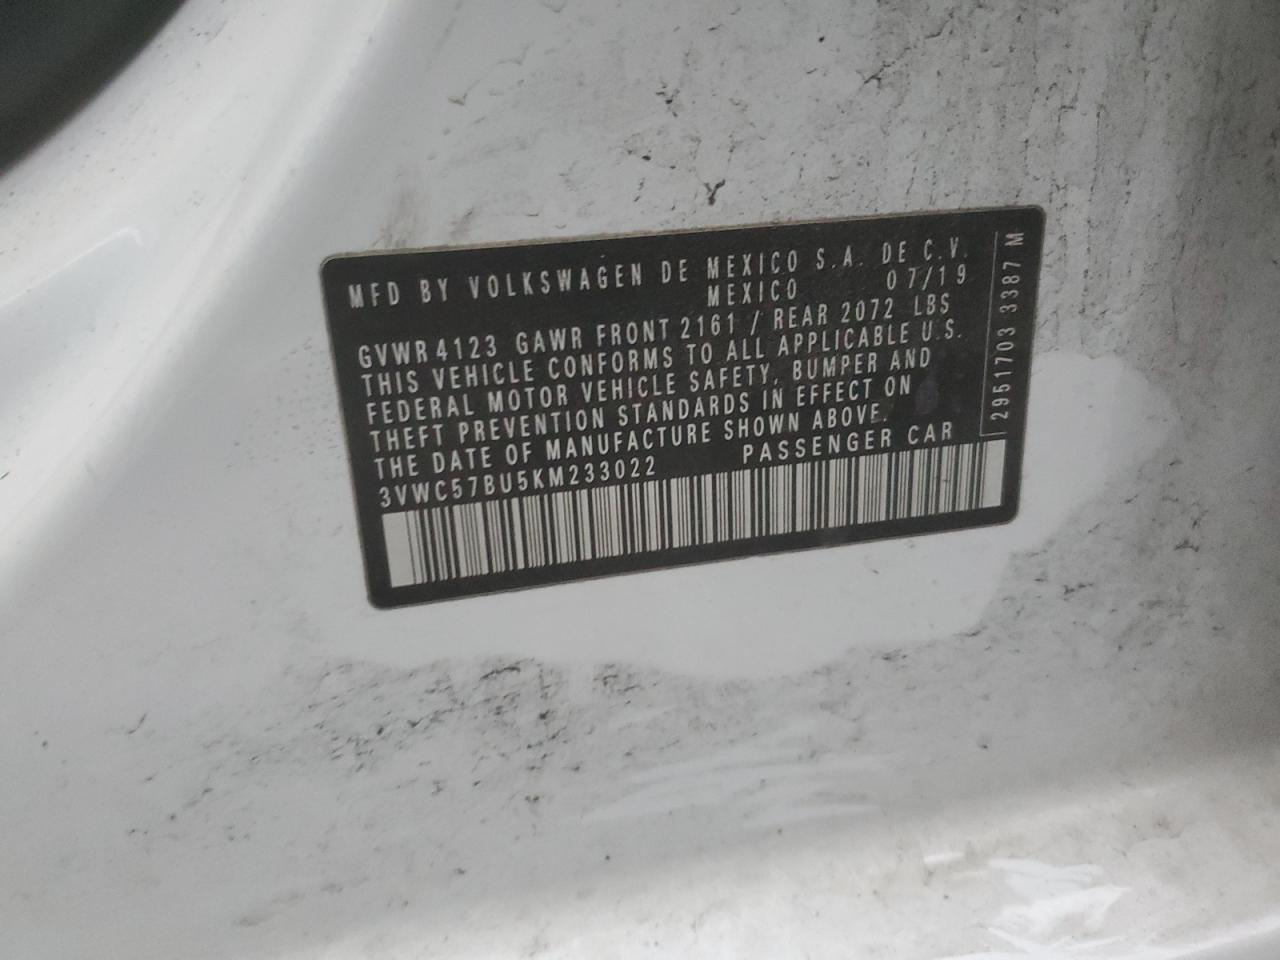 MFD BY VOLKSWAGEN DE MEXICO S.A. DE C.V.
MEXICO 07/19
GVWR 4123 GAWR FRONT 2161 / REAR 2072 LBS
THIS VEHICLE CONFORMS TO ALL APPLICABLE U.S.
FEDERAL MOTOR VEHICLE SAFETY, BUMPER AND
THEFT PREVENTION STANDARDS IN EFFECT ON
THE DATE OF MANUFACTURE SHOWN ABOVE.
3VWC57BU5KM233022 PASSENGER CAR
2951703 3387 M